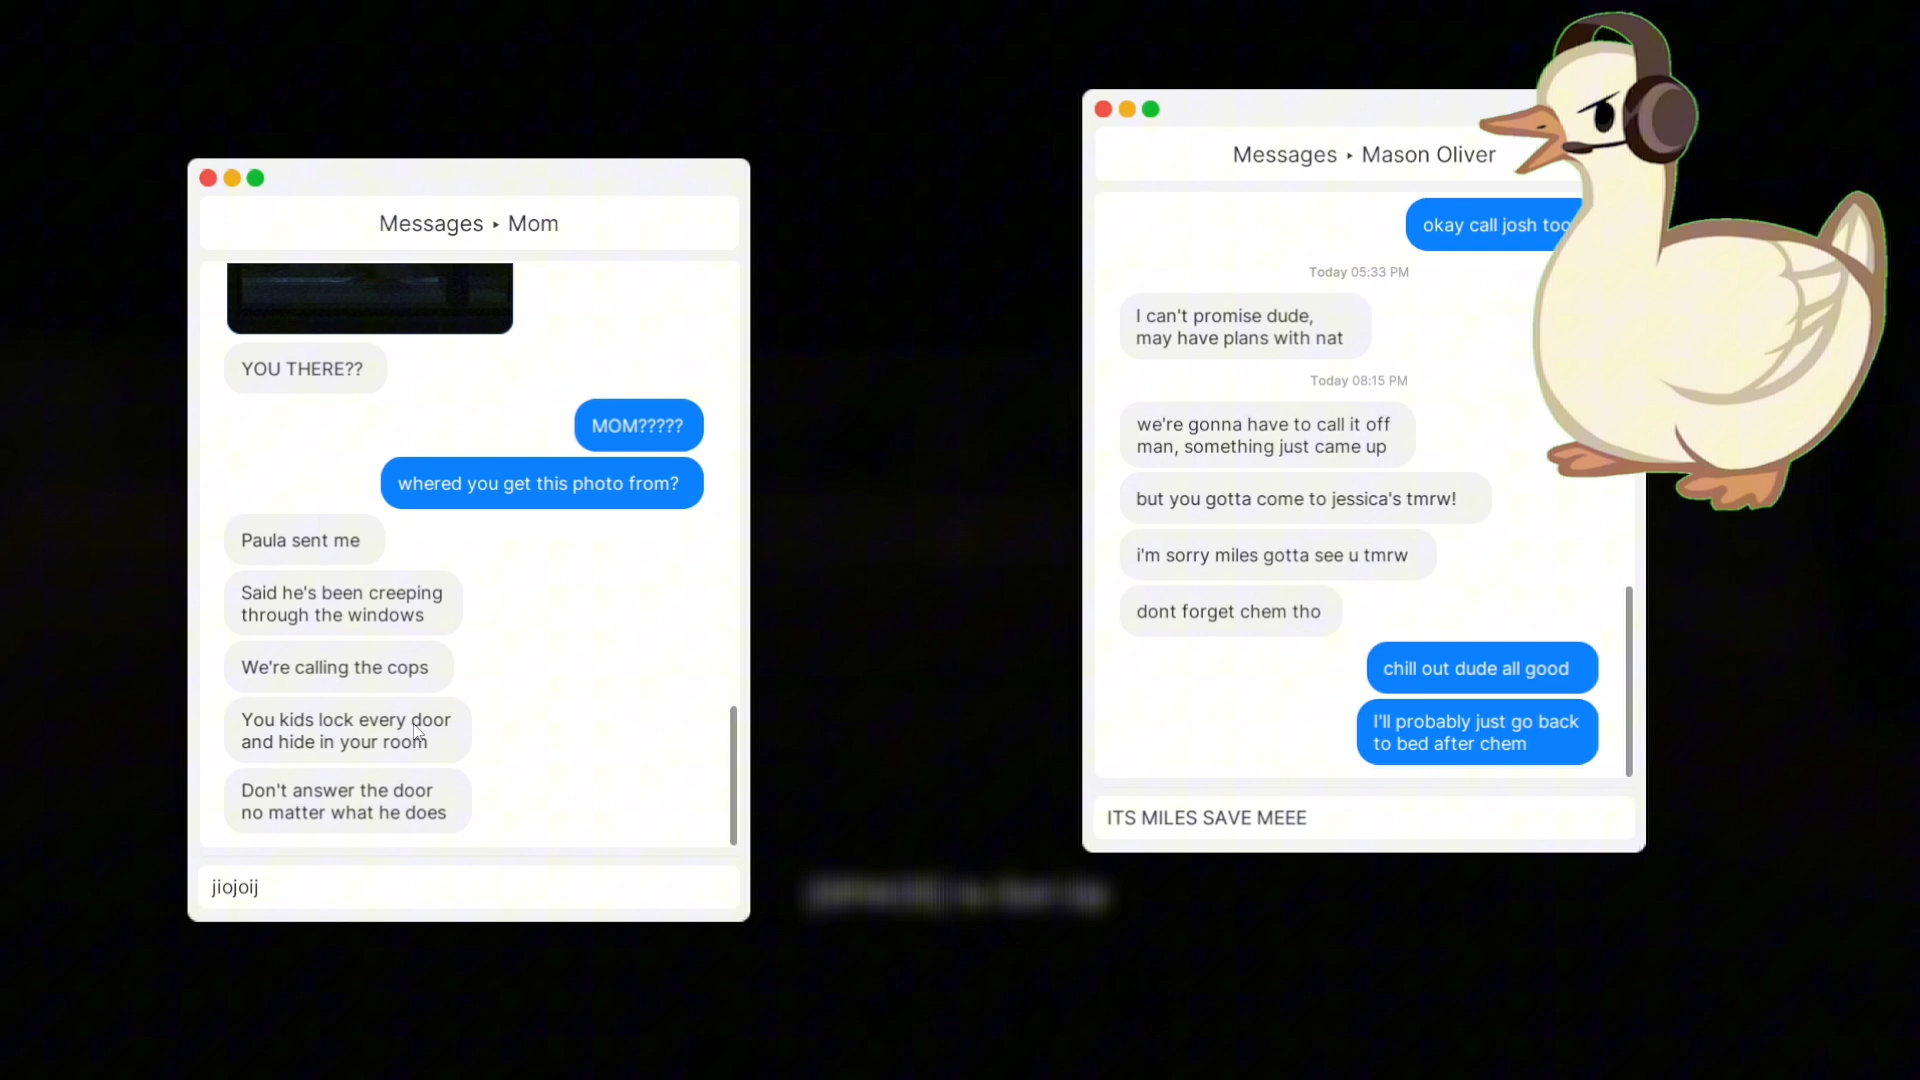 Messages ▸ Mom
YOU THERE??
MOM?????
whered you get this photo from?
Paula sent me
Said he's been creeping
through the windows
We're calling the cops
You kids lock every door
and hide in your room
Don't answer the door
no matter what he does
jiojoij
Messages ▸ Mason Oliver
okay call josh too
Today 05:33 PM
I can't promise dude,
may have plans with nat
Today 08:15 PM
we're gonna have to call it off
man, something just came up
but you gotta come to jessica's tmrw!
i'm sorry miles gotta see u tmrw
dont forget chem tho
chill out dude all good
I'll probably just go back
to bed after chem
ITS MILES SAVE MEEE